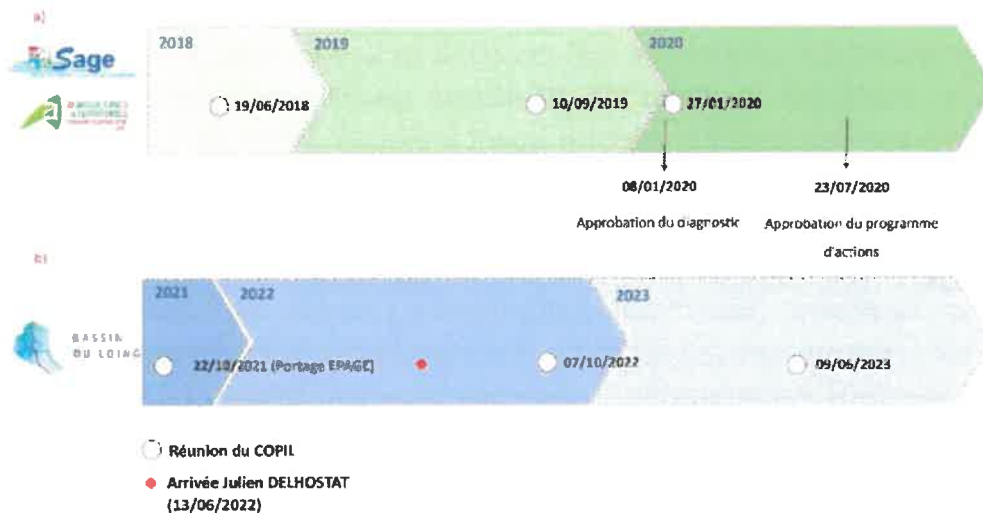 a)
Sage
2018
2019
2020
19/06/2018
10/09/2019
27/01/2020
08/01/2020
23/07/2020
Approbation du diagnostic
Approbation du programme
d'actions
b)
2021
2022
2023
BASSIN
DU LOING
22/10/2021 (Portage EPAGE)
07/10/2022
09/06/2023
Réunion du COPIL
Arrivée Julien DELHOSTAT
(13/06/2022)